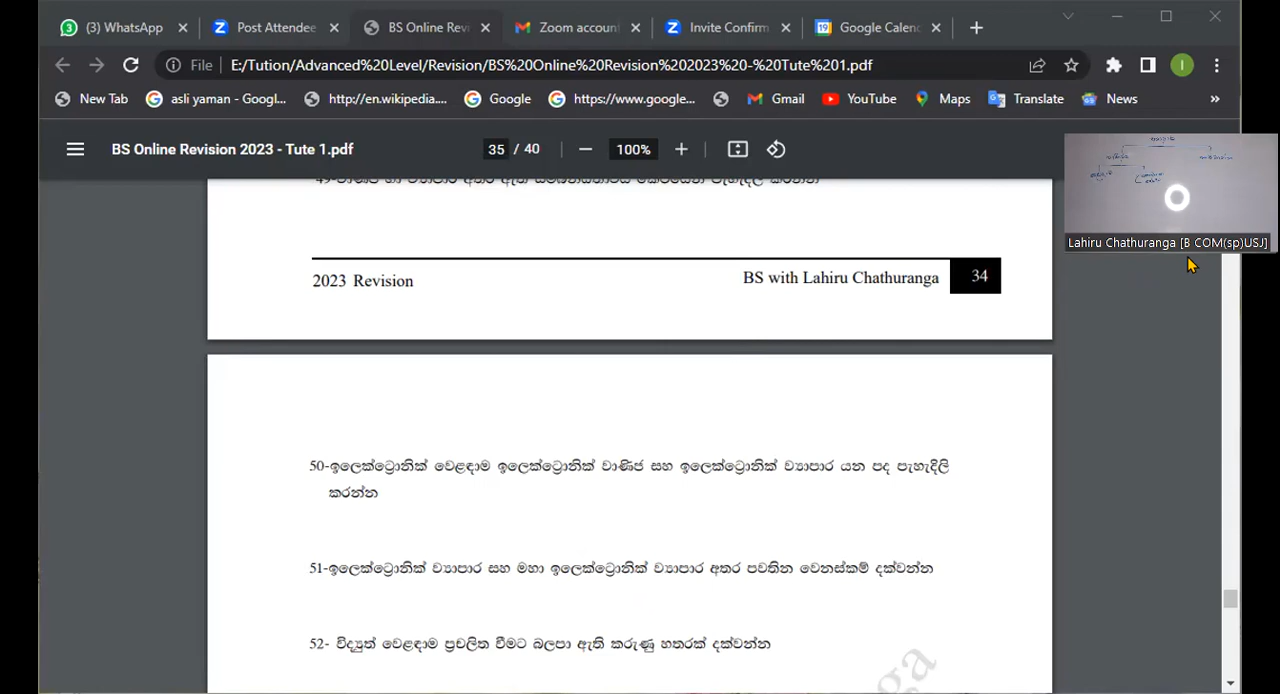 (3) WhatsApp
Post Attendee
BS Online Revi
Zoom account
Invite Confirm
Google Calenc
File
E:/Tution/Advanced%20Level/Revision/BS%20Online%20Revision%202023%20-%20Tute%201.pdf
New Tab
asli yaman - Googl...
http://en.wikipedia....
Google
https://www.google...
Gmail
YouTube
Maps
Translate
News
»
BS Online Revision 2023 - Tute 1.pdf
35 / 40
100%
Lahiru Chathuranga [B COM(sp)USJ]
2023 Revision
BS with Lahiru Chathuranga
34
50-ඉලෙක්ට්‍රොනික් වෙළඳාම ඉලෙක්ට්‍රොනික් වාණිජ සහ ඉලෙක්ට්‍රොනික් ව්‍යාපාර යන පද පැහැදිලි
කරන්න
51-ඉලෙක්ට්‍රොනික් ව්‍යාපාර සහ මහා ඉලෙක්ට්‍රොනික් ව්‍යාපාර අතර පවතින වෙනස්කම් දක්වන්න
52- විද්‍යුත් වෙළඳාම ප්‍රචලිත වීමට බලපා ඇති කරුණු හතරක් දක්වන්න